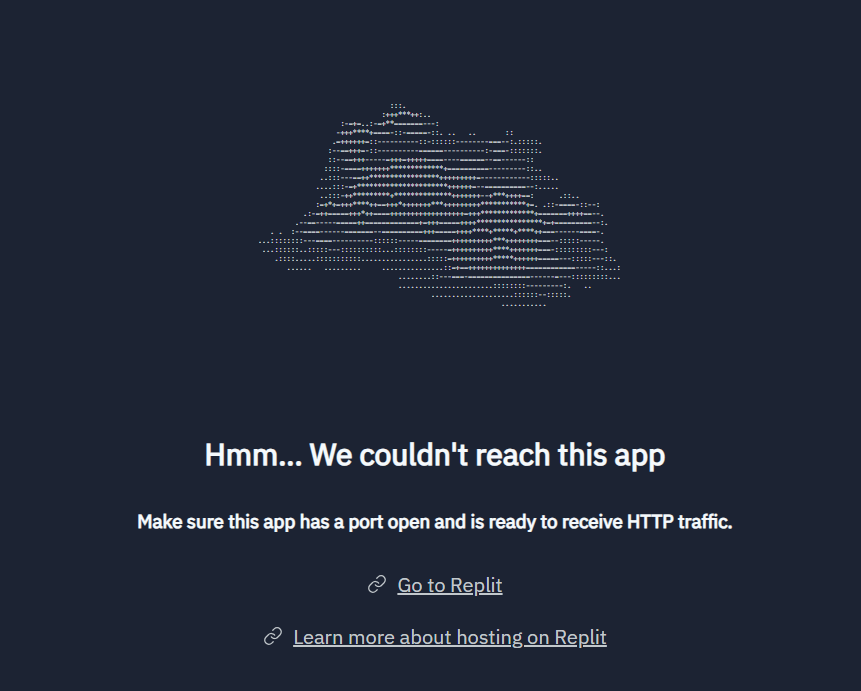 Hmm... We couldn't reach this app
Make sure this app has a port open and is ready to receive HTTP traffic.
Go to Replit
Learn more about hosting on Replit